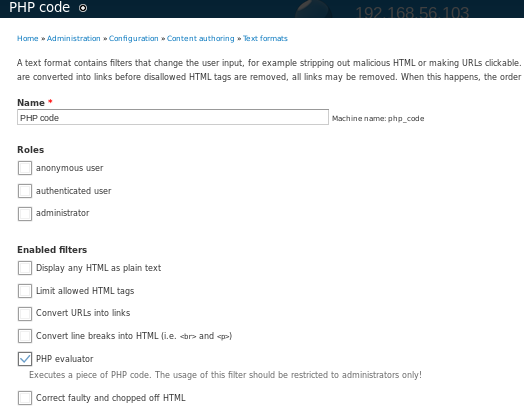 PHP code
192.168.56.103
Home » Administration » Configuration » Content authoring » Text formats
A text format contains filters that change the user input, for example stripping out malicious HTML or making URLs clickable.
are converted into links before disallowed HTML tags are removed, all links may be removed. When this happens, the order
Name *
PHP code
Machine name: php_code
Roles
anonymous user
authenticated user
administrator
Enabled filters
Display any HTML as plain text
Limit allowed HTML tags
Convert URLs into links
Convert line breaks into HTML (i.e. <br> and <p>)
PHP evaluator
Executes a piece of PHP code. The usage of this filter should be restricted to administrators only!
Correct faulty and chopped off HTML